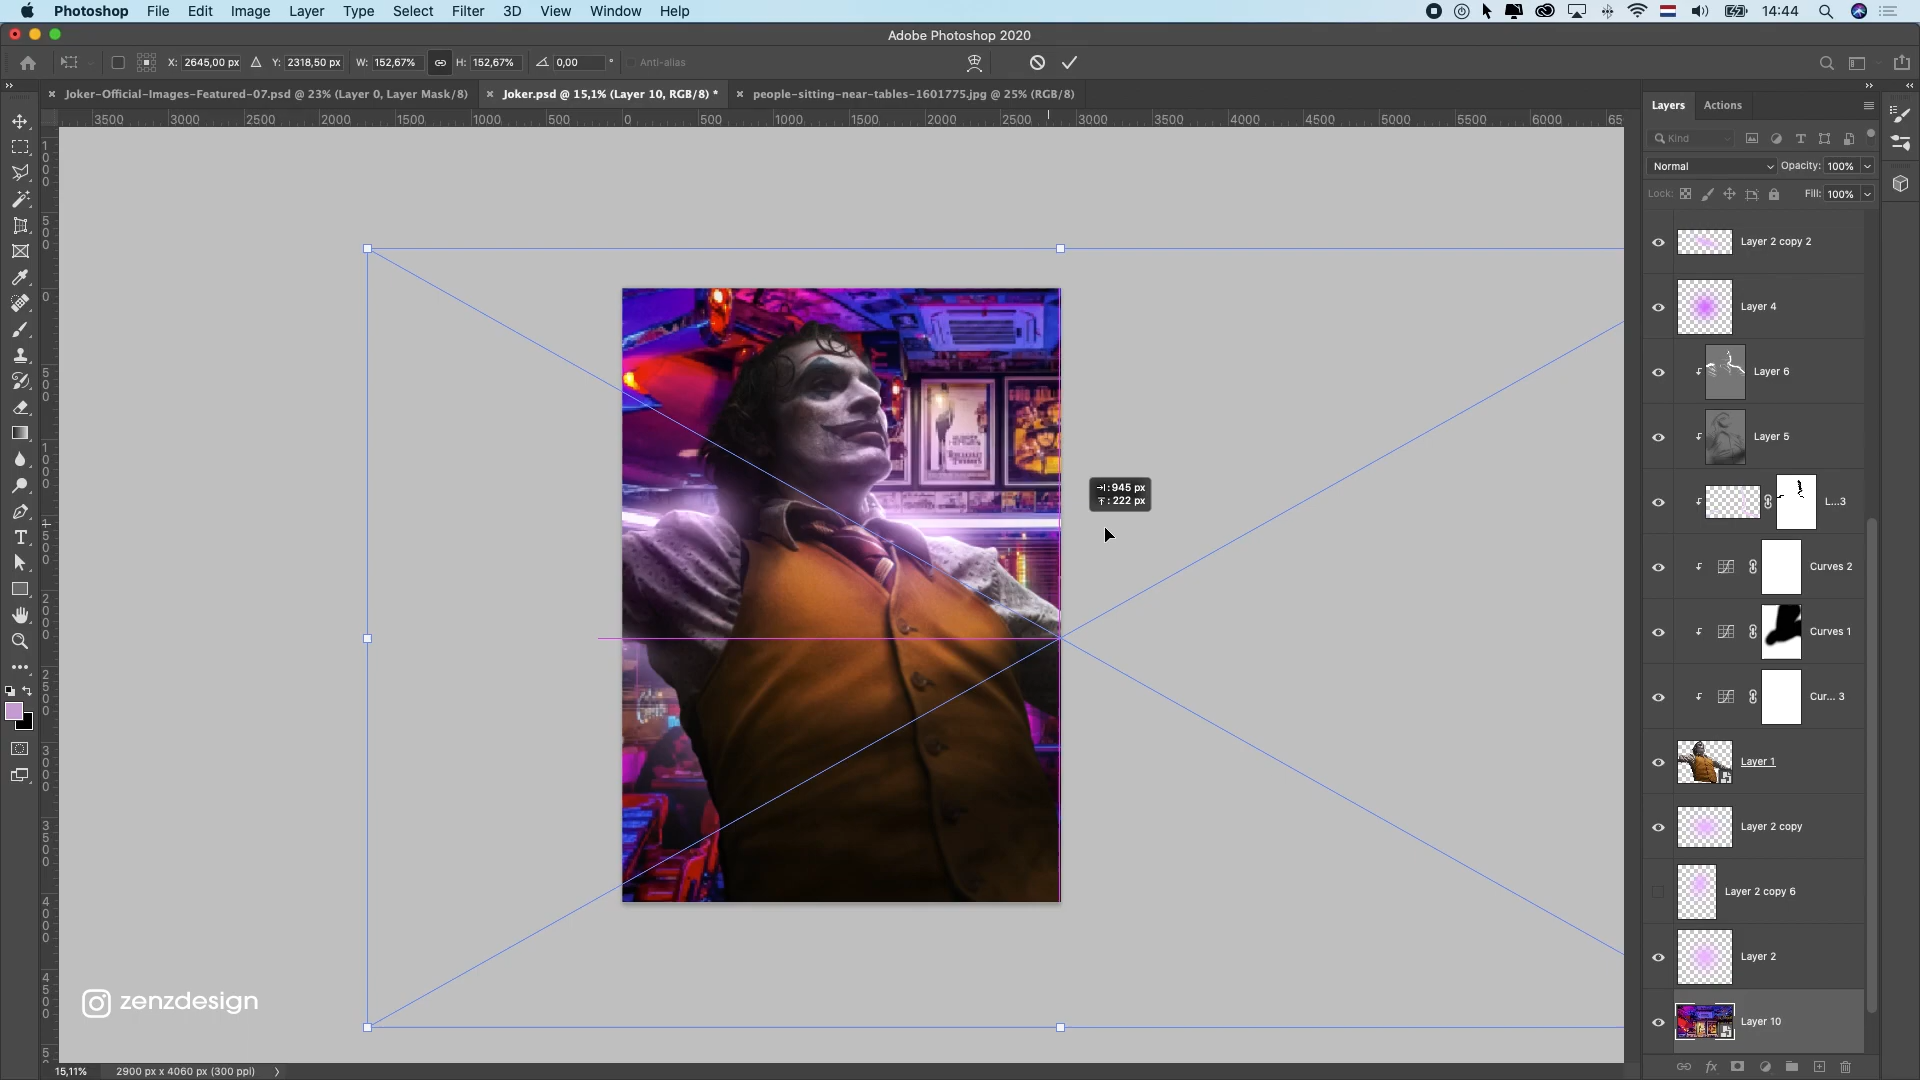 Photoshop File Edit Image Layer Type Select Filter 3D View Window Help 14:44
Adobe Photoshop 2020
X: 2645,00 px Y: 2318,50 px W: 152,67% H: 152,67% 0,00 ° Anti-alias
Joker-Official-Images-Featured-07.psd @ 23% (Layer 0, Layer Mask/8) Joker.psd @ 15,1% (Layer 10, RGB/8) * people-sitting-near-tables-1601775.jpg @ 25% (RGB/8)
3500 3000 2500 2000 1500 1000 500 0 500 1000 1500 2000 2500 3000 3500 4000 4500 5000 5500 6000
Layers Actions
Kind
Normal Opacity: 100%
Lock: Fill: 100%
Layer 2 copy 2
Layer 4
Layer 6
Layer 5
L...3
Curves 2
Curves 1
Cur... 3
Layer 1
Layer 2 copy
Layer 2 copy 6
Layer 2
Layer 10
:945 px
:222 px
zenzdesign
15,11% 2900 px x 4060 px (300 ppi)